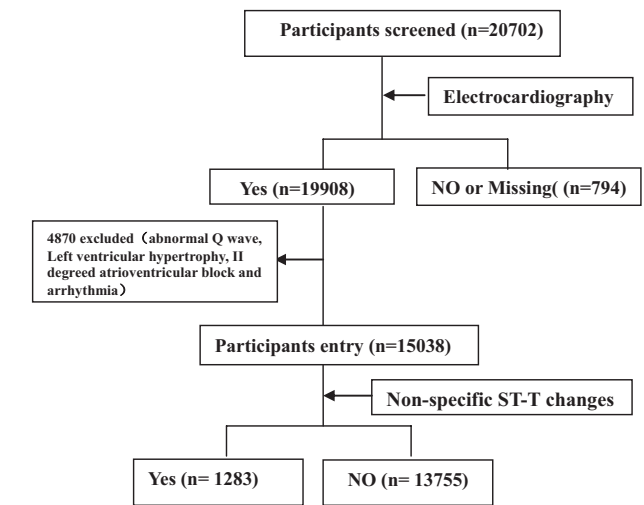 Participants screened (n=20702)
Electrocardiography
Yes (n=19908)
NO or Missing( (n=794)
4870 excluded（abnormal Q wave,
Left ventricular hypertrophy, II
degreed atrioventricular block and
arrhythmia）
Participants entry (n=15038)
Non-specific ST-T changes
Yes (n= 1283)
NO (n= 13755)